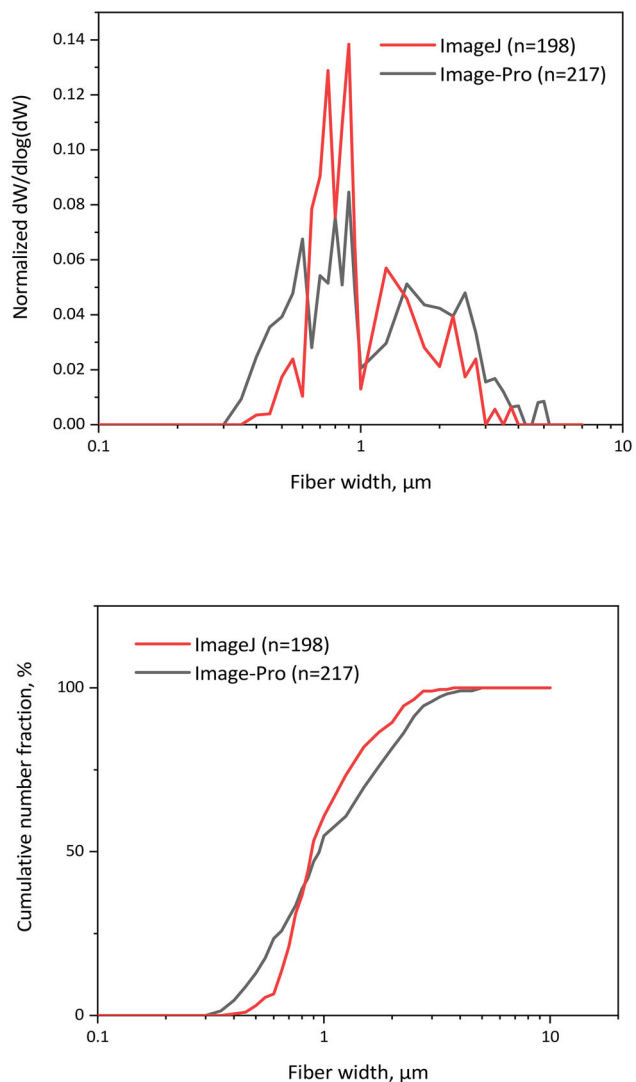 0.14
0.12
0.10
0.08
0.06
0.04
0.02
0.00
Normalized dW/dlog(dW)
ImageJ (n=198)
Image-Pro (n=217)
0.1
1
10
Fiber width, μm
ImageJ (n=198)
Image-Pro (n=217)
100
50
0
Cumulative number fraction, %
0.1
1
10
Fiber width, μm